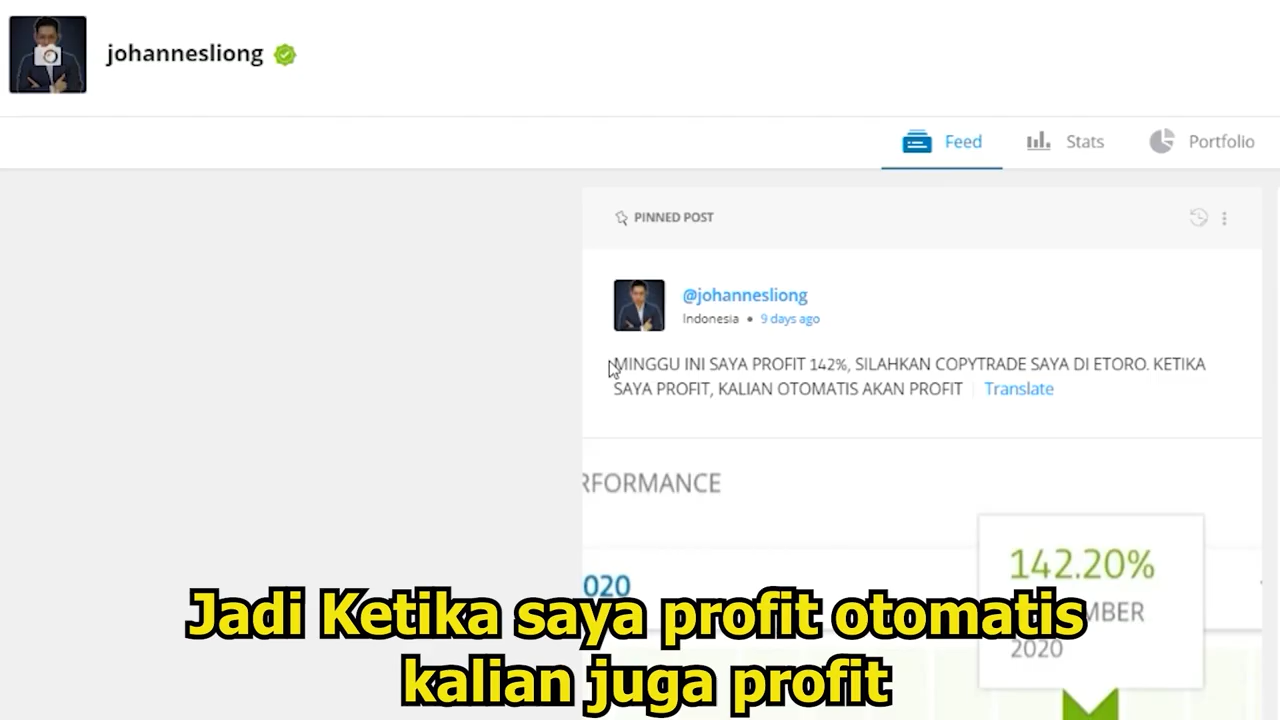 johannesliong
Feed
Stats
Portfolio
PINNED POST
@johannesliong
Indonesia • 9 days ago
MINGGU INI SAYA PROFIT 142%, SILAHKAN COPYTRADE SAYA DI ETORO. KETIKA
SAYA PROFIT, KALIAN OTOMATIS AKAN PROFIT Translate
RFORMANCE
020
142.20%
MBER
2020
Jadi Ketika saya profit otomatis
kalian juga profit